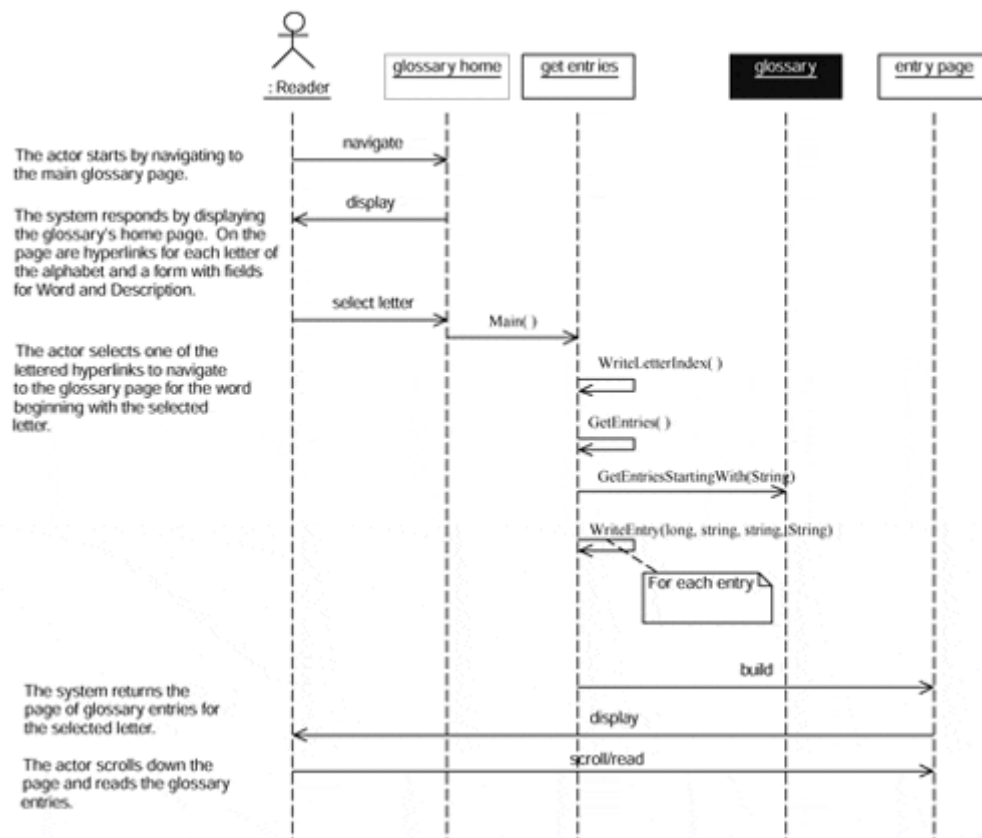 : Reader
glossary home
get entries
glossary
entry page
navigate
The actor starts by navigating to
the main glossary page.
display
The system responds by displaying
the glossary's home page. On the
page are hyperlinks for each letter of
the alphabet and a form with fields
for Word and Description.
select letter
Main( )
The actor selects one of the
lettered hyperlinks to navigate
to the glossary page for the word
beginning with the selected
letter.
WriteLetterIndex( )
GetEntries( )
GetEntriesStartingWith(String)
WriteEntry(long, string, string, String)
For each entry
build
The system returns the
page of glossary entries for
the selected letter.
display
scroll/read
The actor scrolls down the
page and reads the glossary
entries.